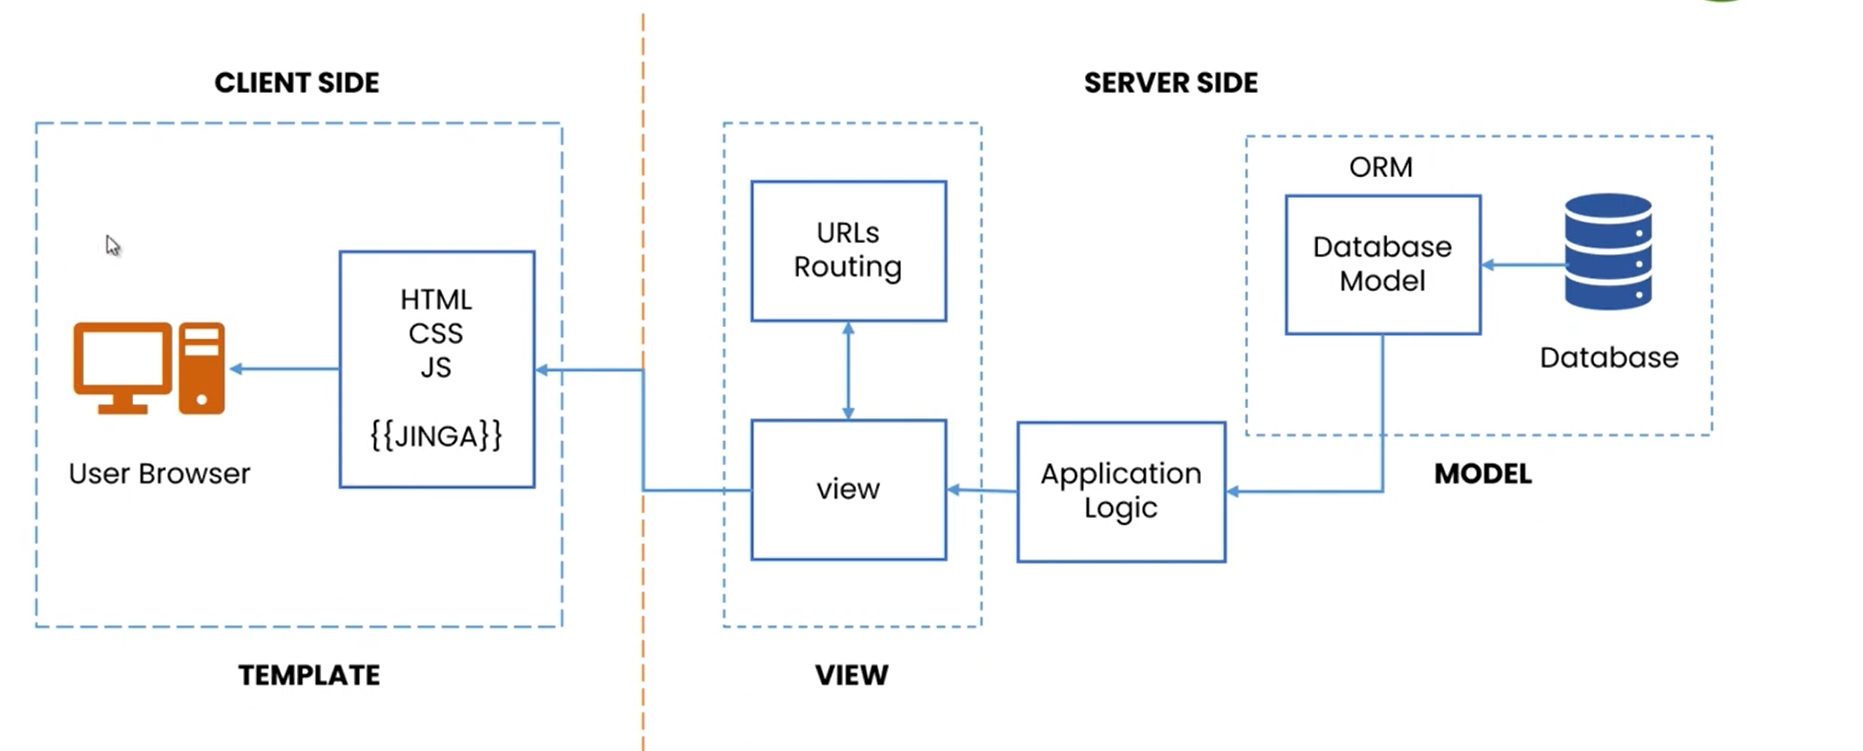 CLIENT SIDE
SERVER SIDE
ORM
URLs
Routing
Database
Model
HTML
CSS
JS
{{JINGA}}
Database
User Browser
view
Application
Logic
MODEL
TEMPLATE
VIEW